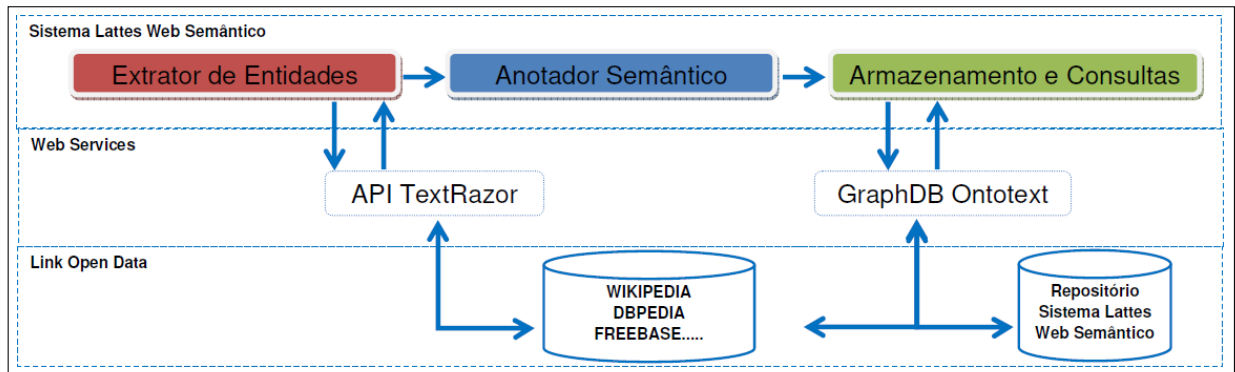 Sistema Lattes Web Semântico
Extrator de Entidades
Anotador Semântico
Armazenamento e Consultas
Web Services
API TextRazor
GraphDB Ontotext
Link Open Data
WIKIPEDIA
DBPEDIA
FREEBASE.....
Repositório
Sistema Lattes
Web Semântico